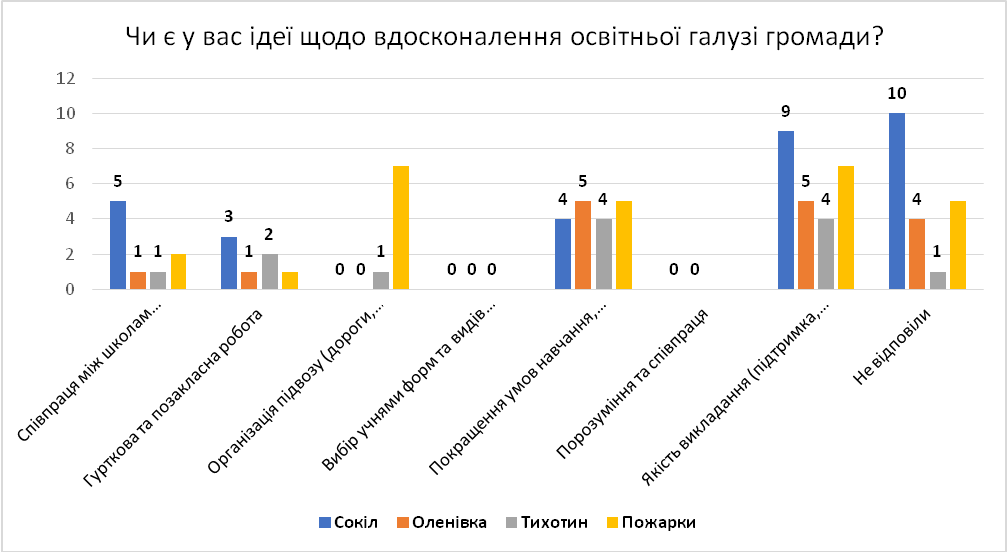 Чи є у вас ідеї щодо вдосконалення освітньої галузі громади?
12
10
8
6
4
2
0
5 1 1
3 1 2
0 0 1
0 0 0
4 5 4
0 0
9 5 4
10 4 1
Співпраця між школам...
Гурткова та позакласна робота
Організація підвозу (дороги,...
Вибір учнями форм та видів...
Покращення умов навчання,...
Порозуміння та співпраця
Якість викладання (підтримка,...
Не відповіли
Сокіл Оленівка Тихотин Пожарки